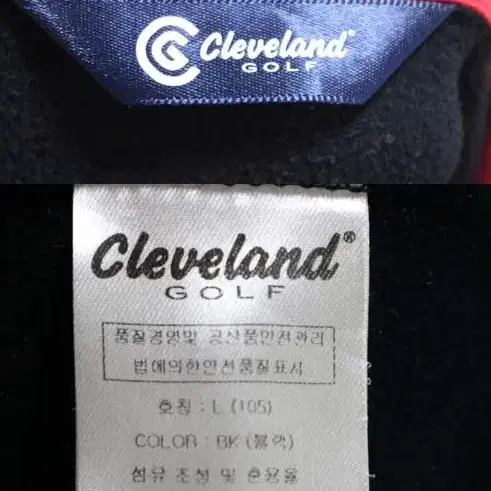 CG Cleveland®
GOLF
Cleveland®
GOLF
품질경영및 공산품안전관리
법에의한안전품질표시
호칭 : L (105)
COLOR : BK (블랙)
섬유 조성 및 혼용율